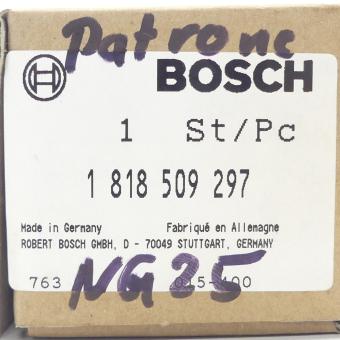 Patrone
BOSCH
1 St/Pc
1 818 509 297
Made in Germany Fabriqué en Allemagne
ROBERT BOSCH GMBH, D - 70049 STUTTGART, GERMANY
763
NG25